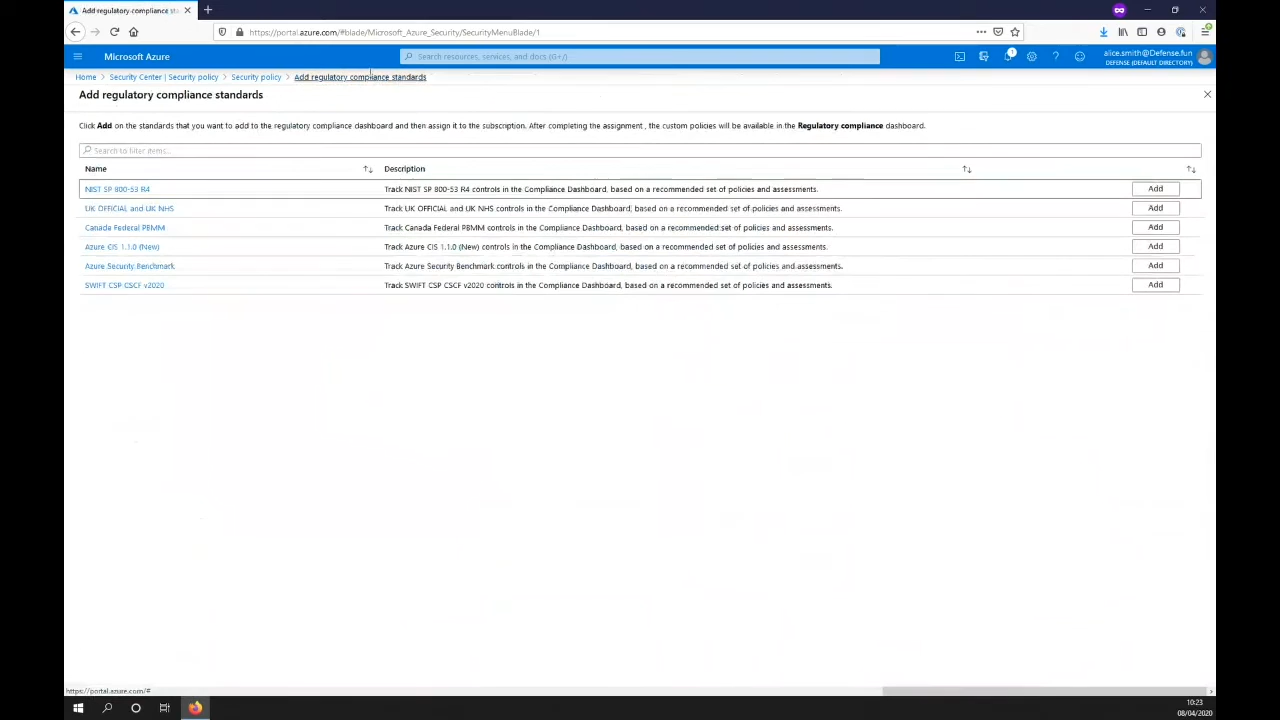 Add regulatory compliance sta
https://portal.azure.com/#blade/Microsoft_Azure_Security/SecurityMenuBlade/1
Microsoft Azure
Search resources, services, and docs (G+/)
1
alice.smith@Defense.fun
DEFENSE (DEFAULT DIRECTORY)
Home > Security Center | Security policy > Security policy > Add regulatory compliance standards
Add regulatory compliance standards
Click Add on the standards that you want to add to the regulatory compliance dashboard and then assign it to the subscription. After completing the assignment , the custom policies will be available in the Regulatory compliance dashboard.
Search to filter items...
Name Description
NIST SP 800-53 R4 Track NIST SP 800-53 R4 controls in the Compliance Dashboard, based on a recommended set of policies and assessments. Add
UK OFFICIAL and UK NHS Track UK OFFICIAL and UK NHS controls in the Compliance Dashboard, based on a recommended set of policies and assessments. Add
Canada Federal PBMM Track Canada Federal PBMM controls in the Compliance Dashboard, based on a recommended set of policies and assessments. Add
Azure CIS 1.1.0 (New) Track Azure CIS 1.1.0 (New) controls in the Compliance Dashboard, based on a recommended set of policies and assessments. Add
Azure Security Benchmark Track Azure Security Benchmark controls in the Compliance Dashboard, based on a recommended set of policies and assessments. Add
SWIFT CSP CSCF v2020 Track SWIFT CSP CSCF v2020 controls in the Compliance Dashboard, based on a recommended set of policies and assessments. Add
https://portal.azure.com/#
10:23
08/04/2020